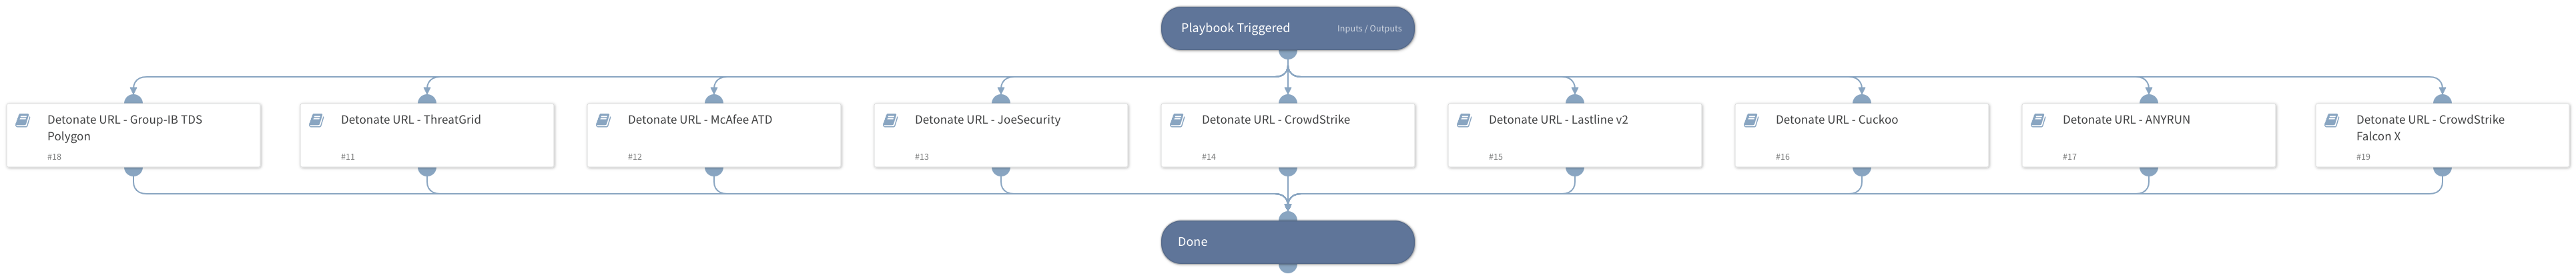 Playbook Triggered
Inputs / Outputs
Detonate URL - Group-IB TDS
Polygon
#18
Detonate URL - ThreatGrid
#11
Detonate URL - McAfee ATD
#12
Detonate URL - JoeSecurity
#13
Detonate URL - CrowdStrike
#14
Detonate URL - Lastline v2
#15
Detonate URL - Cuckoo
#16
Detonate URL - ANYRUN
#17
Detonate URL - CrowdStrike
Falcon X
#19
Done